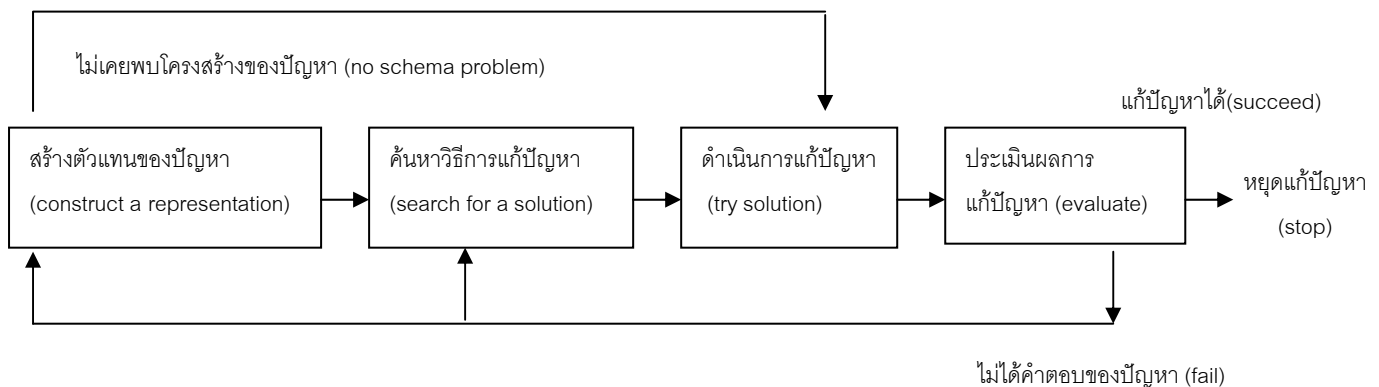 ไม่เคยพบโครงสร้างของปัญหา (no schema problem)
แก้ปัญหาได้(succeed)
สร้างตัวแทนของปัญหา
(construct a representation)
ค้นหาวิธีการแก้ปัญหา
(search for a solution)
ดำเนินการแก้ปัญหา
(try solution)
ประเมินผลการ
แก้ปัญหา (evaluate)
หยุดแก้ปัญหา
(stop)
ไม่ได้คำตอบของปัญหา (fail)